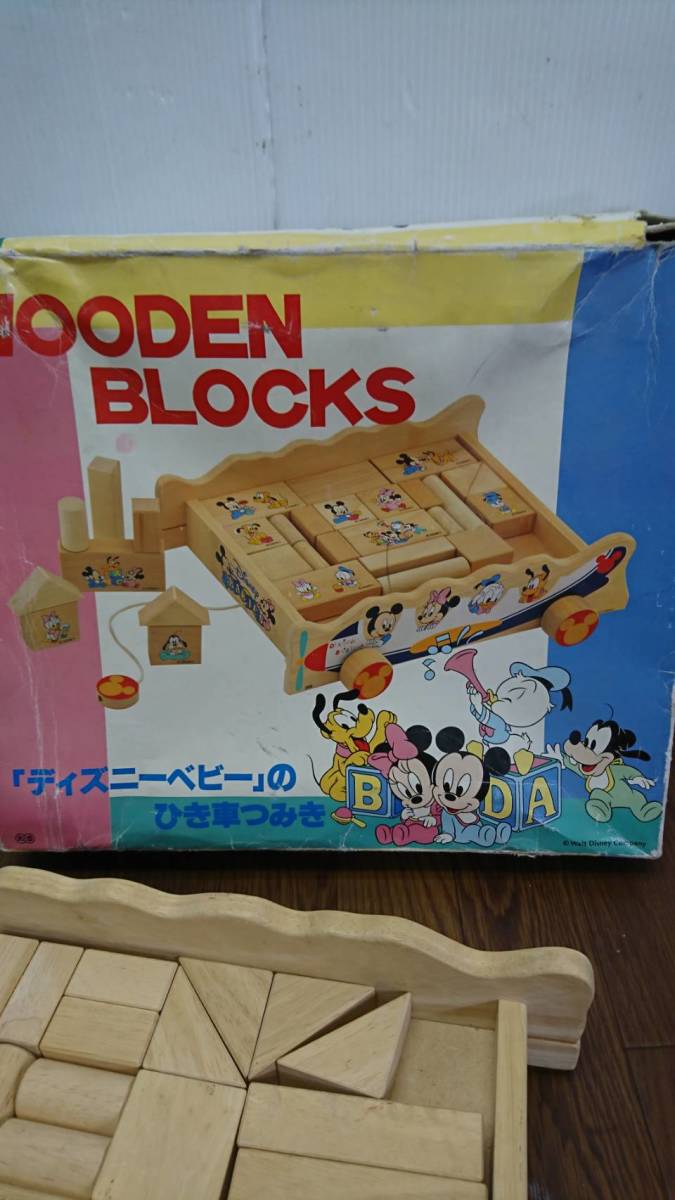 WOODEN
BLOCKS
「ディズニーベビー」の
ひき車つみき
B D A
© Walt Disney Company